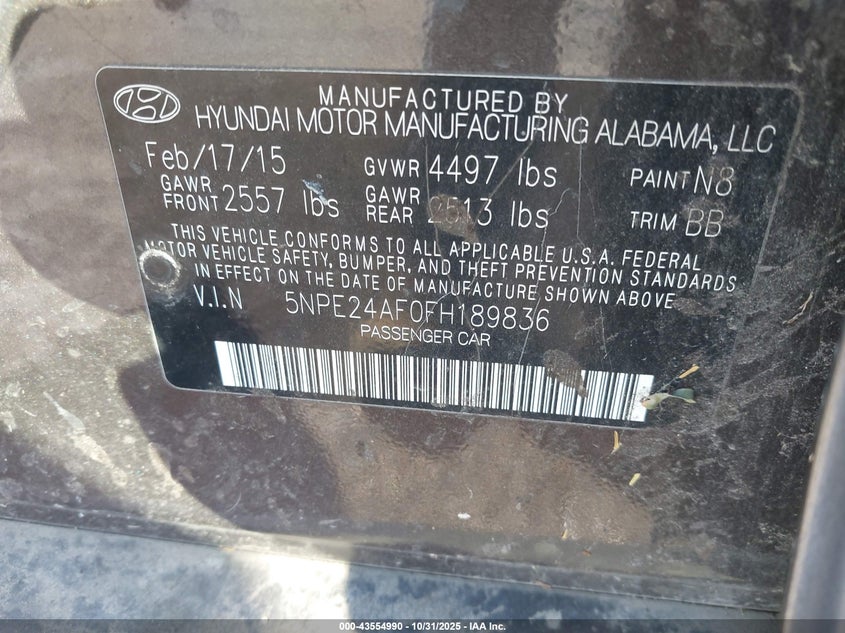 MANUFACTURED BY
HYUNDAI MOTOR MANUFACTURING ALABAMA, LLC
Feb/17/15 GVWR 4497 lbs PAINT N8
GAWR FRONT 2557 lbs GAWR REAR 2513 lbs TRIM BB
THIS VEHICLE CONFORMS TO ALL APPLICABLE U.S.A. FEDERAL
MOTOR VEHICLE SAFETY, BUMPER, AND THEFT PREVENTION STANDARDS
IN EFFECT ON THE DATE OF MANUFACTURE SHOWN ABOVE.
V.I.N 5NPE24AF0FH189836
PASSENGER CAR
000-43554990 - 10/31/2025 - IAA Inc.